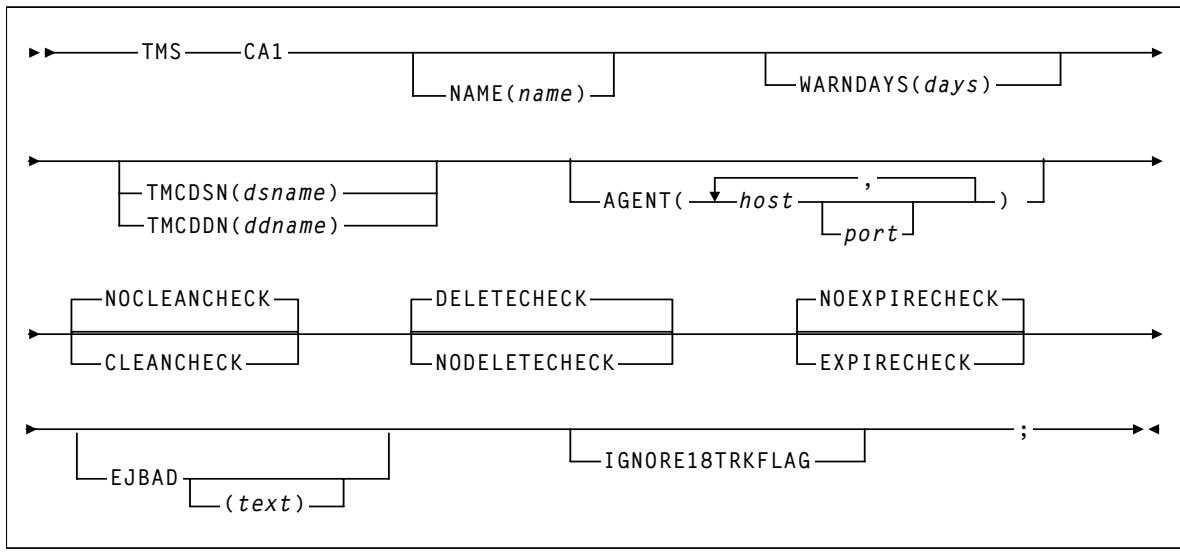 TMS CA1
NAME(name) WARNDAYS(days)
TMCDSN(dsname)
TMCDDN(ddname)
,
AGENT( host )
port
NOCLEANCHECK DELETECHECK NOEXPIRECHECK
CLEANCHECK NODELETECHECK EXPIRECHECK
;
EJBAD IGNORE18TRKFLAG
(text)